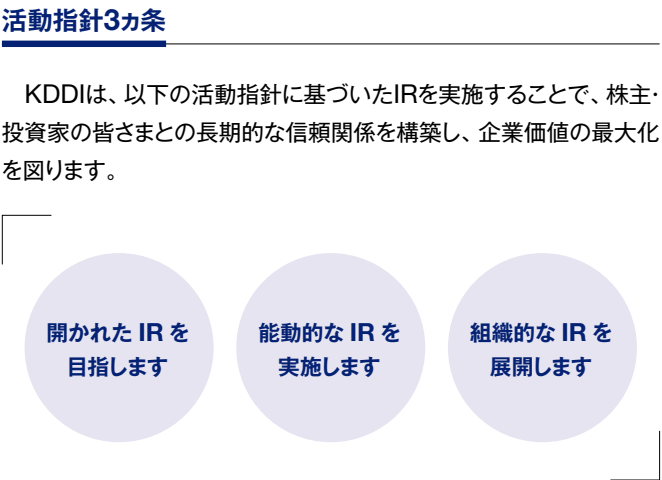 活動指針3ヵ条
KDDIは、以下の活動指針に基づいたIRを実施することで、株主・
投資家の皆さまとの長期的な信頼関係を構築し、企業価値の最大化
を図ります。
開かれた IR を
目指します
能動的な IR を
実施します
組織的な IR を
展開します